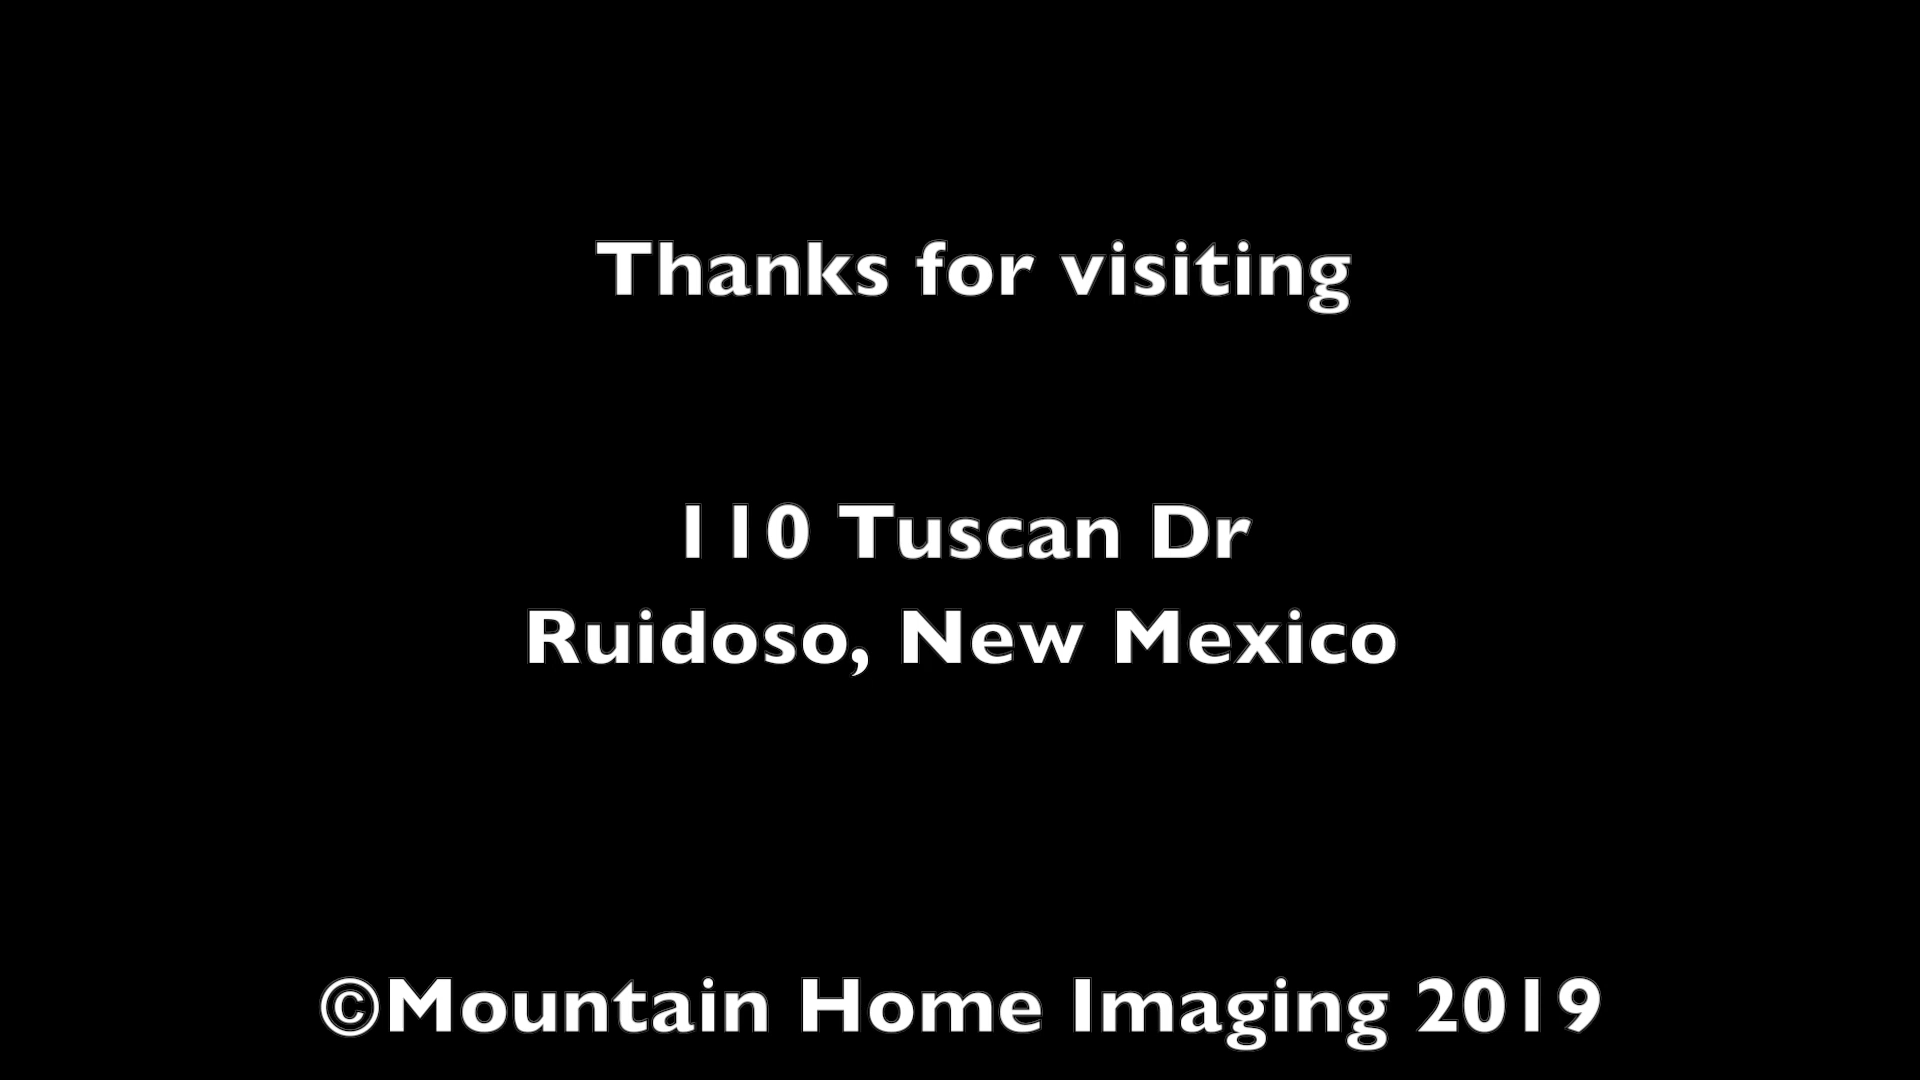 Thanks for visiting
110 Tuscan Dr
Ruidoso, New Mexico
©Mountain Home Imaging 2019